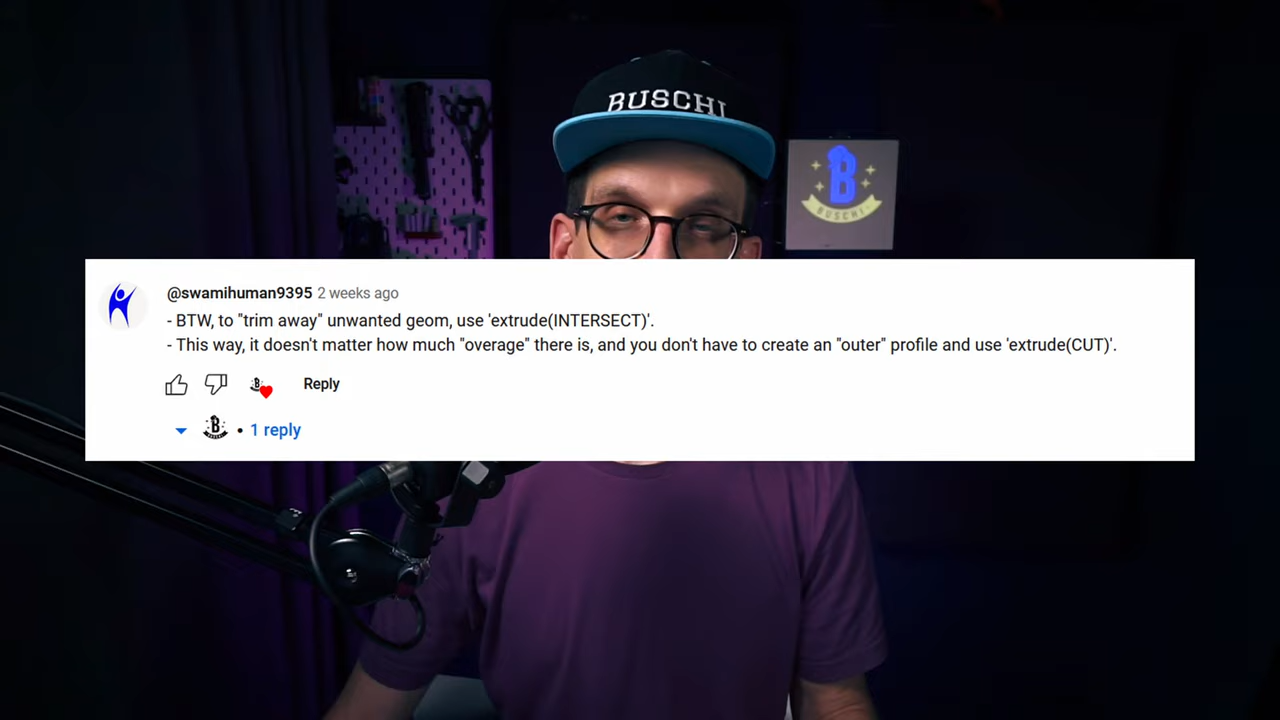 BUSCHI
B
BUSCHI
@swamihuman9395 2 weeks ago
- BTW, to "trim away" unwanted geom, use 'extrude(INTERSECT)'.
- This way, it doesn't matter how much "overage" there is, and you don't have to create an "outer" profile and use 'extrude(CUT)'.
Reply
• 1 reply